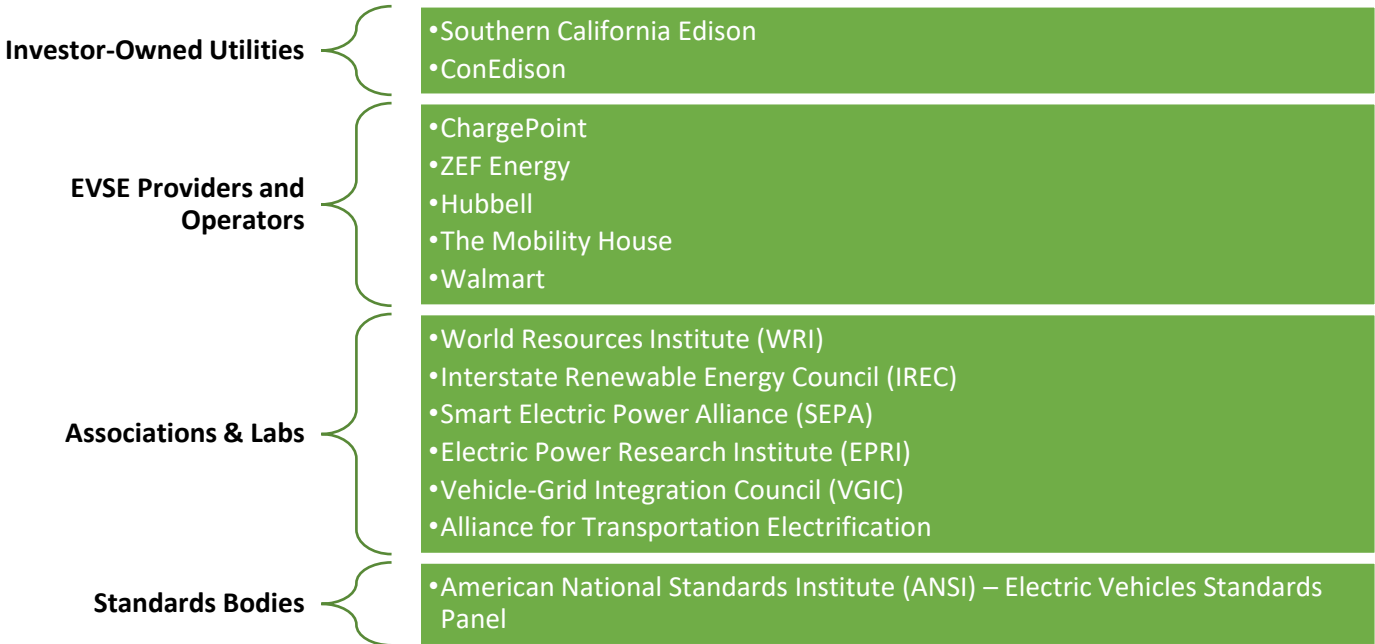 Investor-Owned Utilities
•Southern California Edison
•ConEdison
EVSE Providers and
Operators
•ChargePoint
•ZEF Energy
•Hubbell
•The Mobility House
•Walmart
Associations & Labs
•World Resources Institute (WRI)
•Interstate Renewable Energy Council (IREC)
•Smart Electric Power Alliance (SEPA)
•Electric Power Research Institute (EPRI)
•Vehicle-Grid Integration Council (VGIC)
•Alliance for Transportation Electrification
Standards Bodies
•American National Standards Institute (ANSI) – Electric Vehicles Standards
Panel